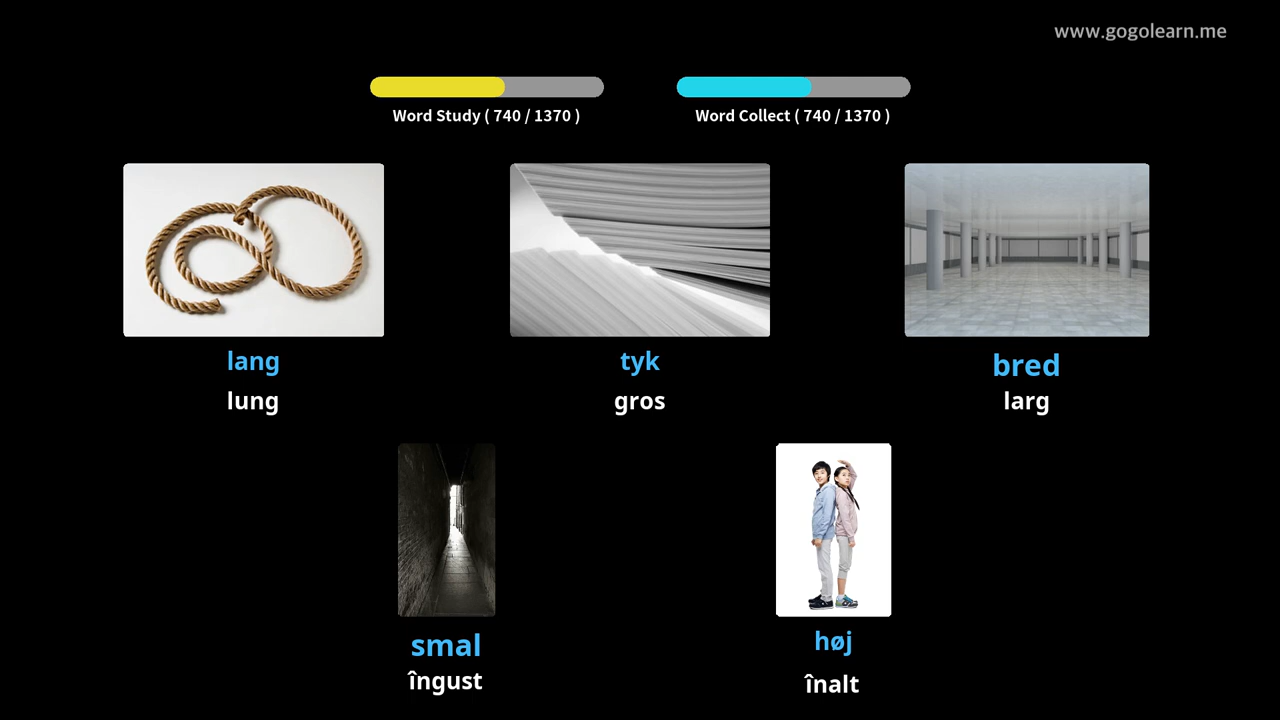 www.gogolearn.me
Word Study ( 740 / 1370 )
Word Collect ( 740 / 1370 )
lang
lung
tyk
gros
bred
larg
smal
îngust
høj
înalt